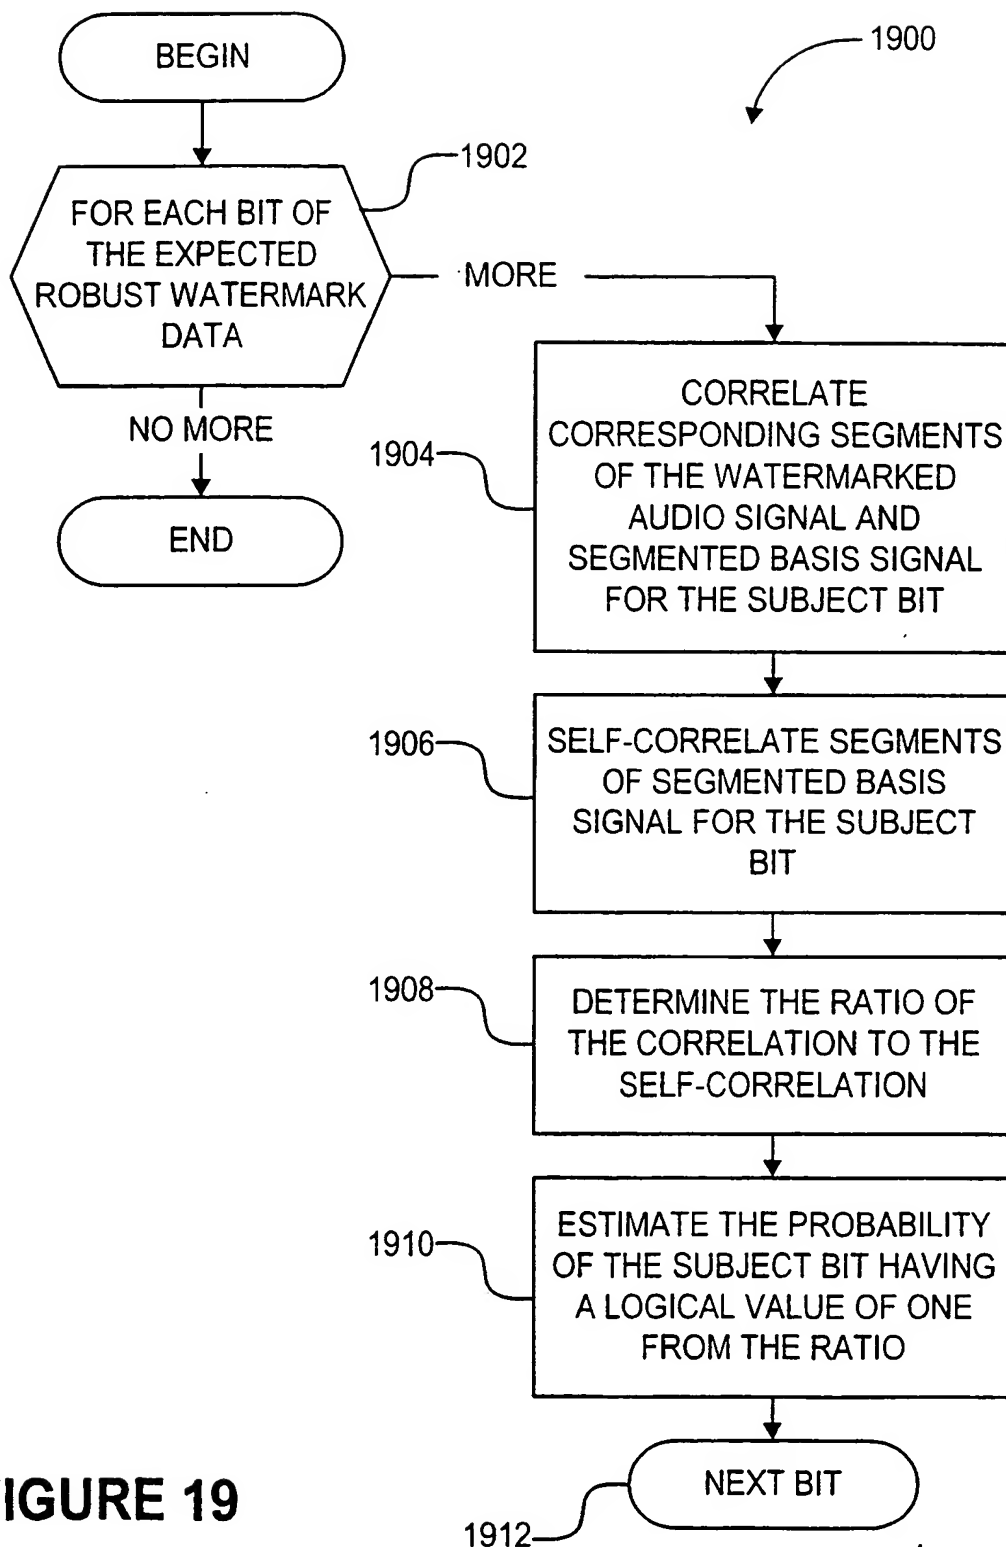 BEGIN
1900
1902
FOR EACH BIT OF
THE EXPECTED
ROBUST WATERMARK
DATA
MORE
NO MORE
END
1904
CORRELATE
CORRESPONDING SEGMENTS
OF THE WATERMARKED
AUDIO SIGNAL AND
SEGMENTED BASIS SIGNAL
FOR THE SUBJECT BIT
1906
SELF-CORRELATE SEGMENTS
OF SEGMENTED BASIS
SIGNAL FOR THE SUBJECT
BIT
1908
DETERMINE THE RATIO OF
THE CORRELATION TO THE
SELF-CORRELATION
1910
ESTIMATE THE PROBABILITY
OF THE SUBJECT BIT HAVING
A LOGICAL VALUE OF ONE
FROM THE RATIO
NEXT BIT
1912
IGURE 19